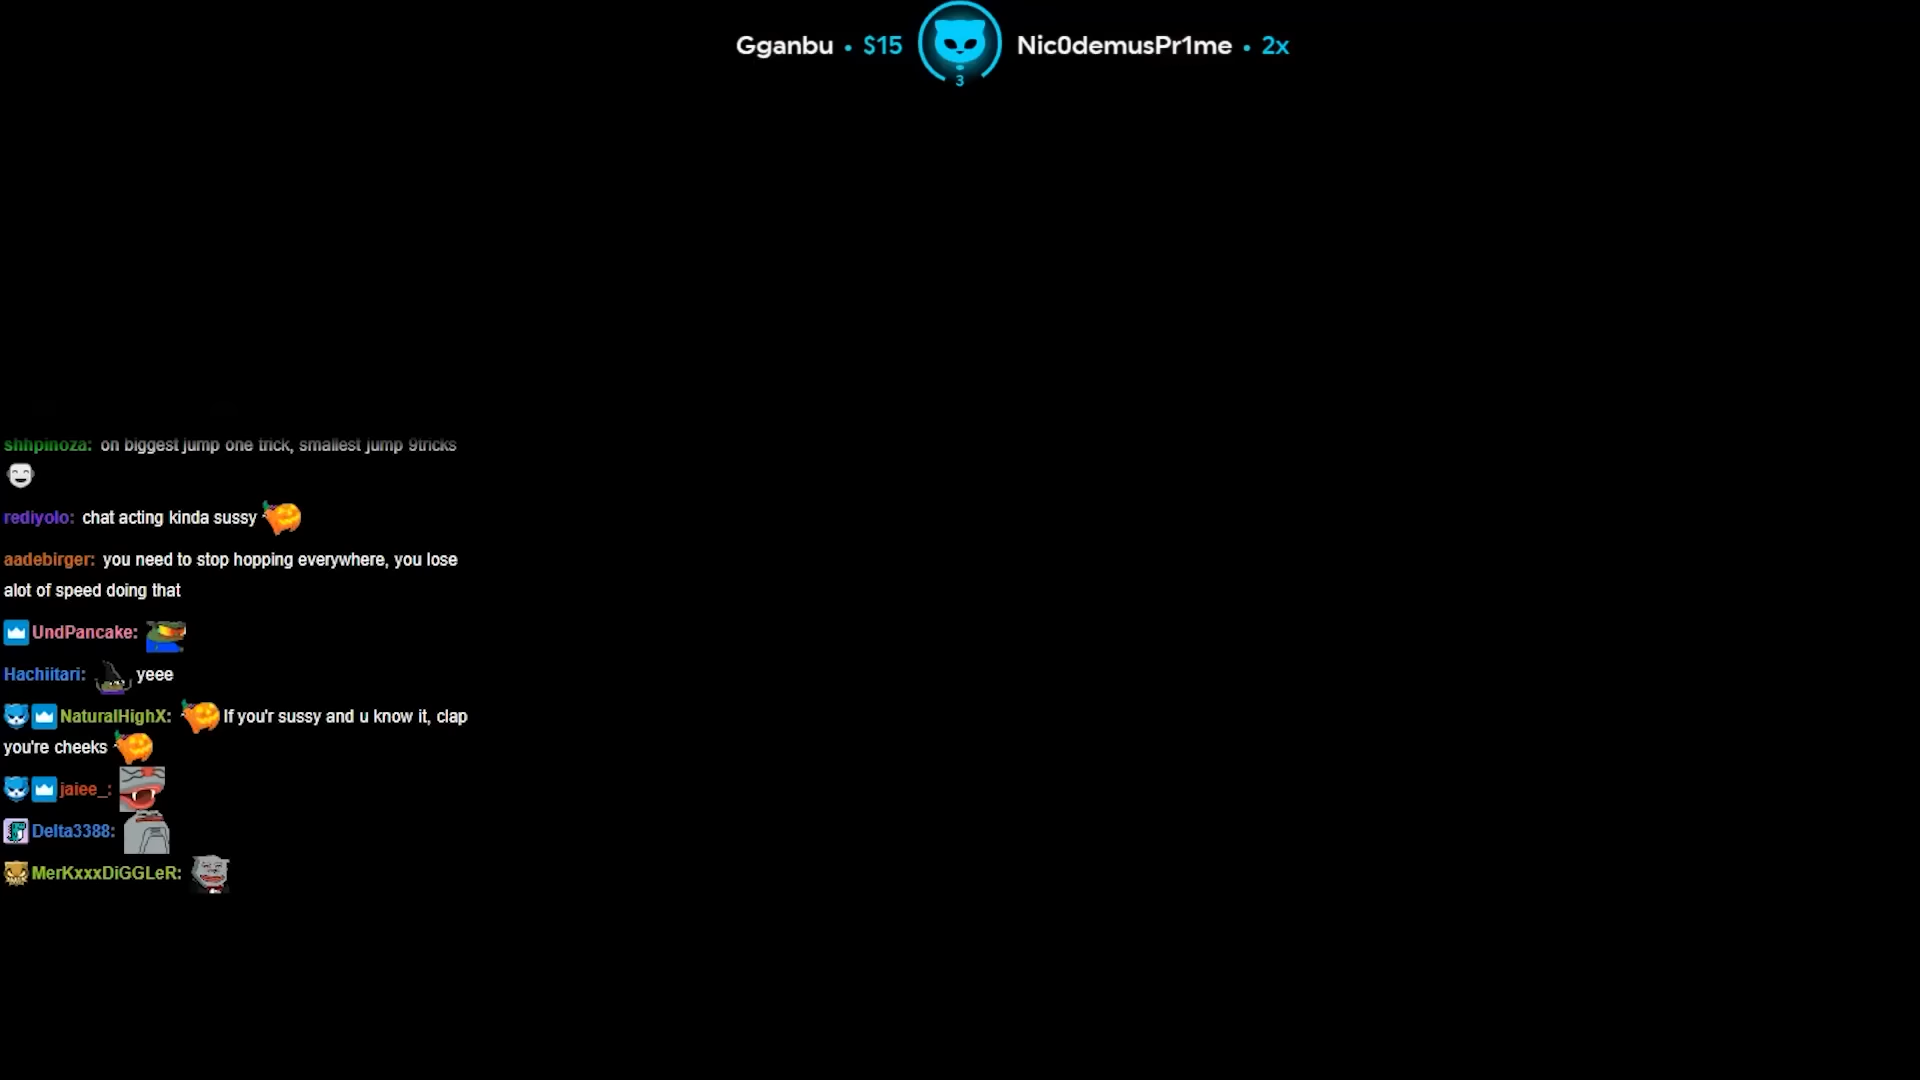 Gganbu • $15
3
Nic0demusPr1me • 2x
shhpinoza: on biggest jump one trick, smallest jump 9tricks
rediyolo: chat acting kinda sussy
aadebirger: you need to stop hopping everywhere, you lose
alot of speed doing that
UndPancake:
Hachiitari: yeee
NaturalHighX: If you'r sussy and u know it, clap
you're cheeks
jaiee_:
Delta3388:
MerKxxxDiGGLeR: